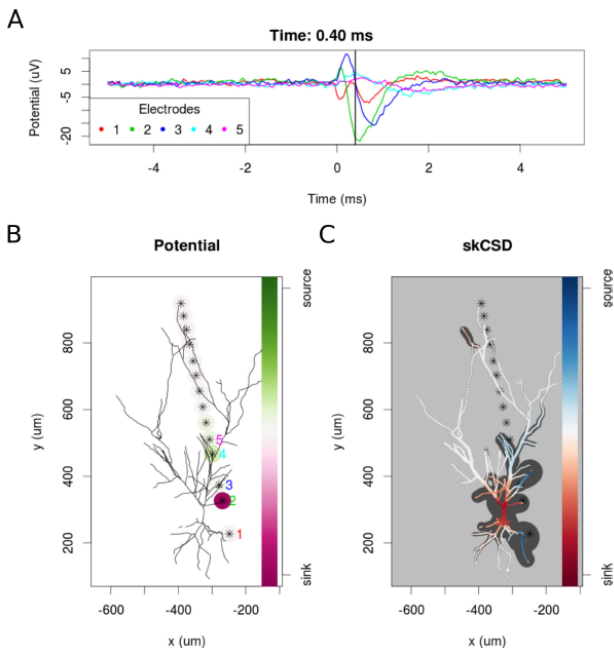 A
Time: 0.40 ms
Potential (uV)
5
-5
-20
Electrodes
1 2 3 4 5
-4 -2 0 2 4
Time (ms)
B
Potential
y (um)
800
600
400
200
5
4
3
2
1
source
sink
-600 -400 -200
x (um)
C
skCSD
y (um)
800
600
400
200
source
sink
-600 -400 -200
x (um)